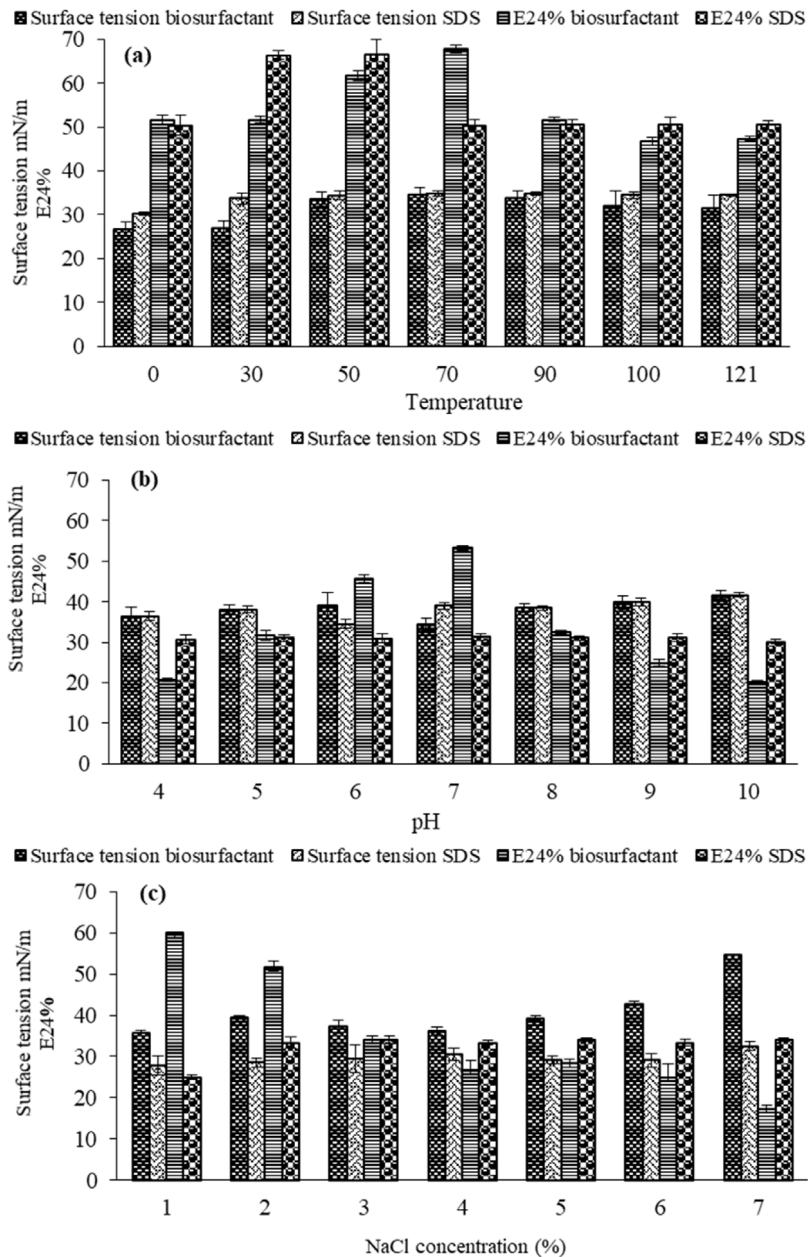 Surface tension biosurfactant Surface tension SDS E24% biosurfactant E24% SDS
(a)
Surface tension mN/m
E24%
70
60
50
40
30
20
10
0
0 30 50 70 90 100 121
Temperature
Surface tension biosurfactant Surface tension SDS E24% biosurfactant E24% SDS
(b)
Surface tension mN/m
E24%
70
60
50
40
30
20
10
0
4 5 6 7 8 9 10
pH
Surface tension biosurfactant Surface tension SDS E24% biosurfactant E24% SDS
(c)
Surface tension mN/m
E24%
70
60
50
40
30
20
10
0
1 2 3 4 5 6 7
NaCl concentration (%)